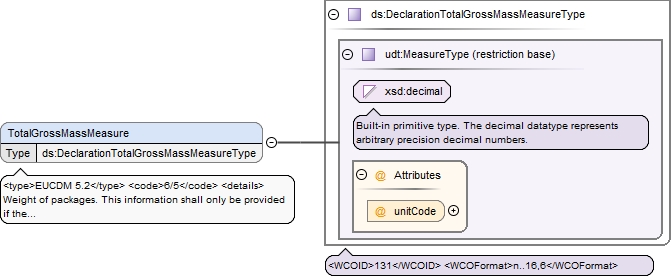 ds:DeclarationTotalGrossMassMeasureType
udt:MeasureType (restriction base)
xsd:decimal
Built-in primitive type. The decimal datatype represents
arbitrary precision decimal numbers.
TotalGrossMassMeasure
Type ds:DeclarationTotalGrossMassMeasureType
<type>EUCDM 5.2</type> <code>6/5</code> <details>
Weight of packages. This information shall only be provided
if the...
@ Attributes
@ unitCode
<WCOID>131</WCOID> <WCOFormat>n..16,6</WCOFormat>